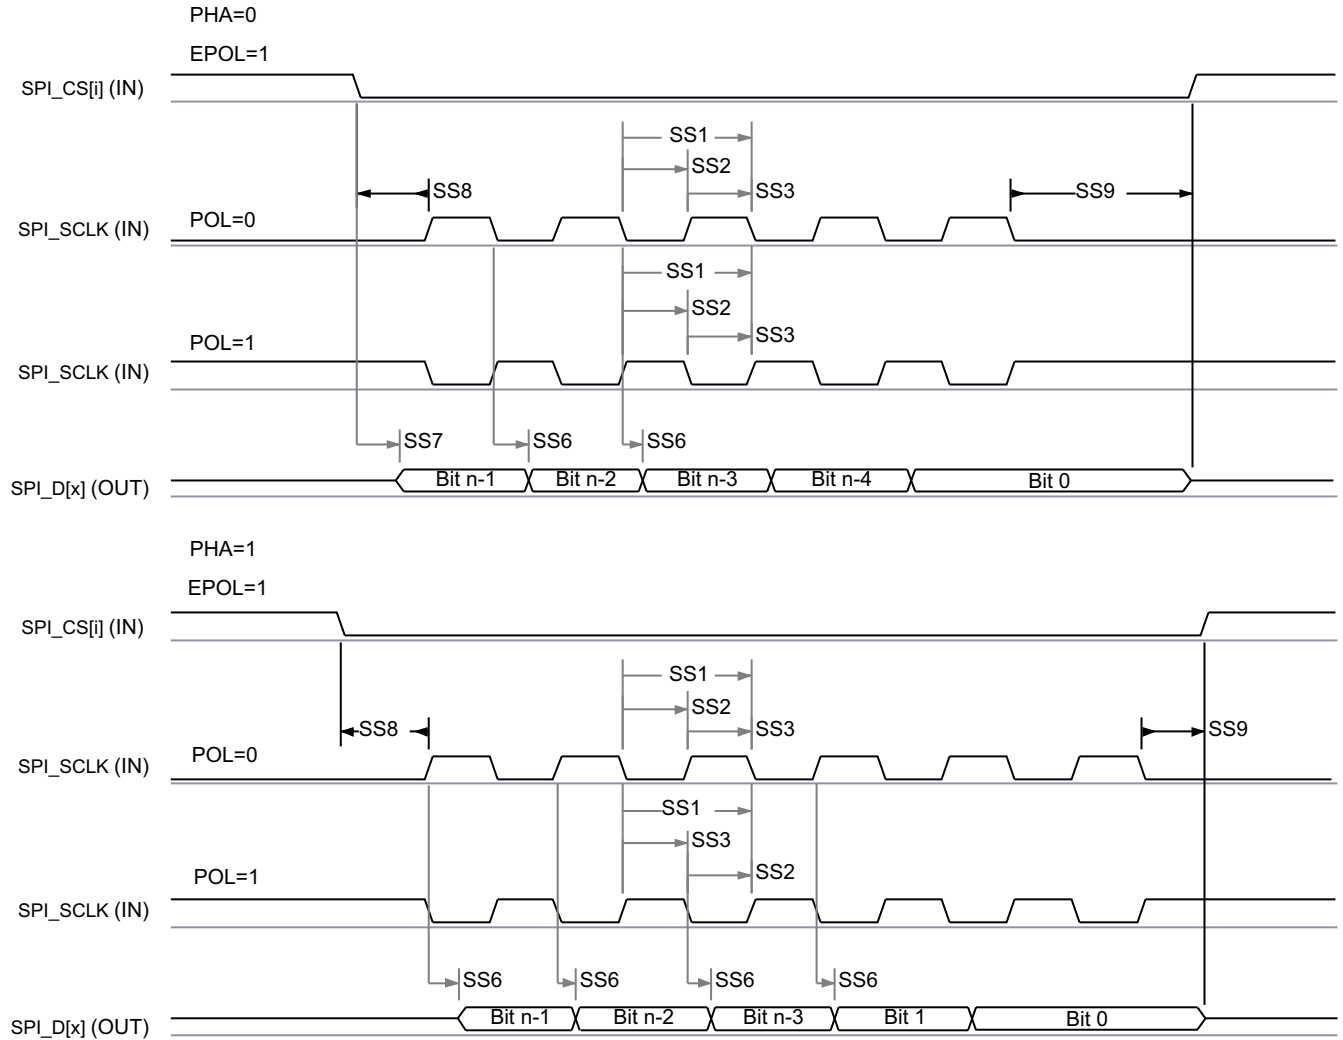 PHA=0
EPOL=1
SPI_CS[i] (IN)
SS1
SS2
SS8
SS3
SS9
POL=0
SPI_SCLK (IN)
SS1
SS2
SS3
POL=1
SPI_SCLK (IN)
SS7
SS6
SS6
SPI_D[x] (OUT)
Bit n-1
Bit n-2
Bit n-3
Bit n-4
Bit 0
PHA=1
EPOL=1
SPI_CS[i] (IN)
SS1
SS2
SS8
SS3
SS9
POL=0
SPI_SCLK (IN)
SS1
SS3
SS2
POL=1
SPI_SCLK (IN)
SS6
SS6
SS6
SS6
SPI_D[x] (OUT)
Bit n-1
Bit n-2
Bit n-3
Bit 1
Bit 0